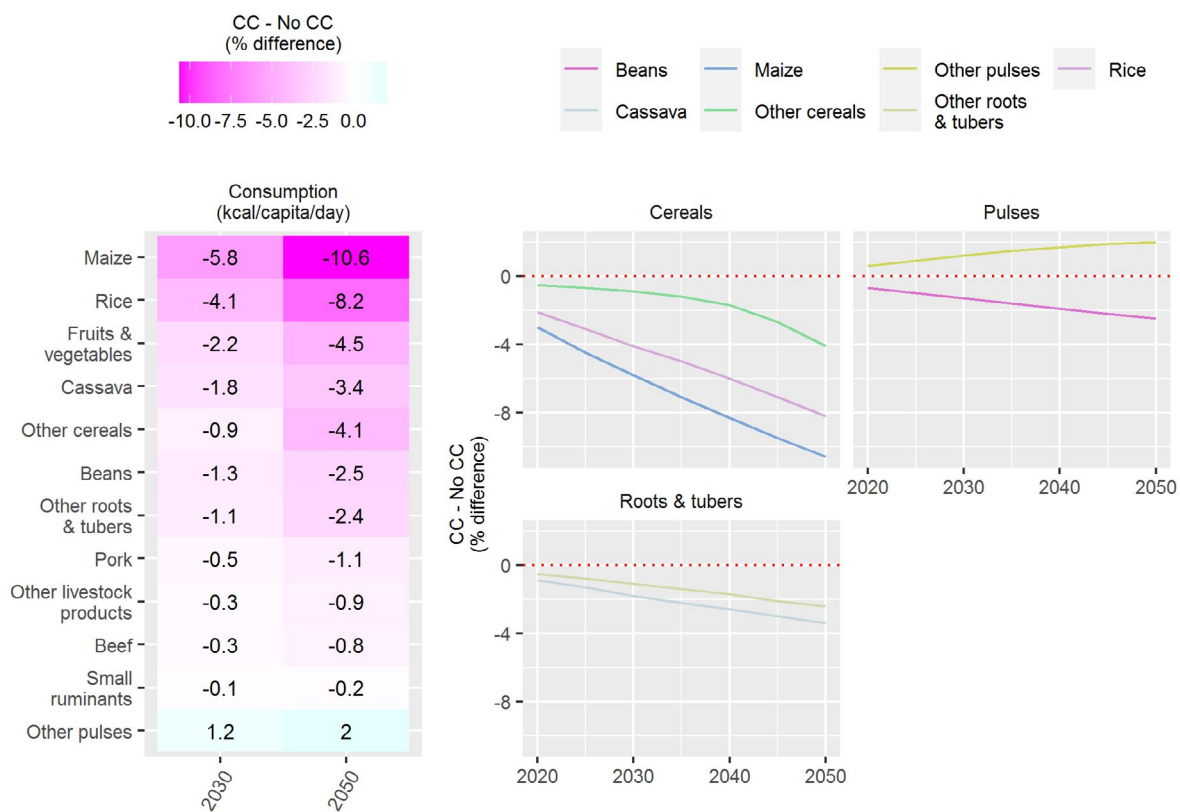 CC - No CC
(% difference)
-10.0 -7.5 -5.0 -2.5 0.0
Beans
Maize
Other pulses
Rice
Cassava
Other cereals
Other roots
& tubers
Consumption
(kcal/capita/day)
Maize -5.8 -10.6
Rice -4.1 -8.2
Fruits &
vegetables -2.2 -4.5
Cassava -1.8 -3.4
Other cereals -0.9 -4.1
Beans -1.3 -2.5
Other roots
& tubers -1.1 -2.4
Pork -0.5 -1.1
Other livestock
products -0.3 -0.9
Beef -0.3 -0.8
Small
ruminants -0.1 -0.2
Other pulses 1.2 2
2030 2050
CC - No CC
(% difference)
Cereals
0
-4
-8
Pulses
2020 2030 2040 2050
Roots & tubers
0
-4
-8
2020 2030 2040 2050